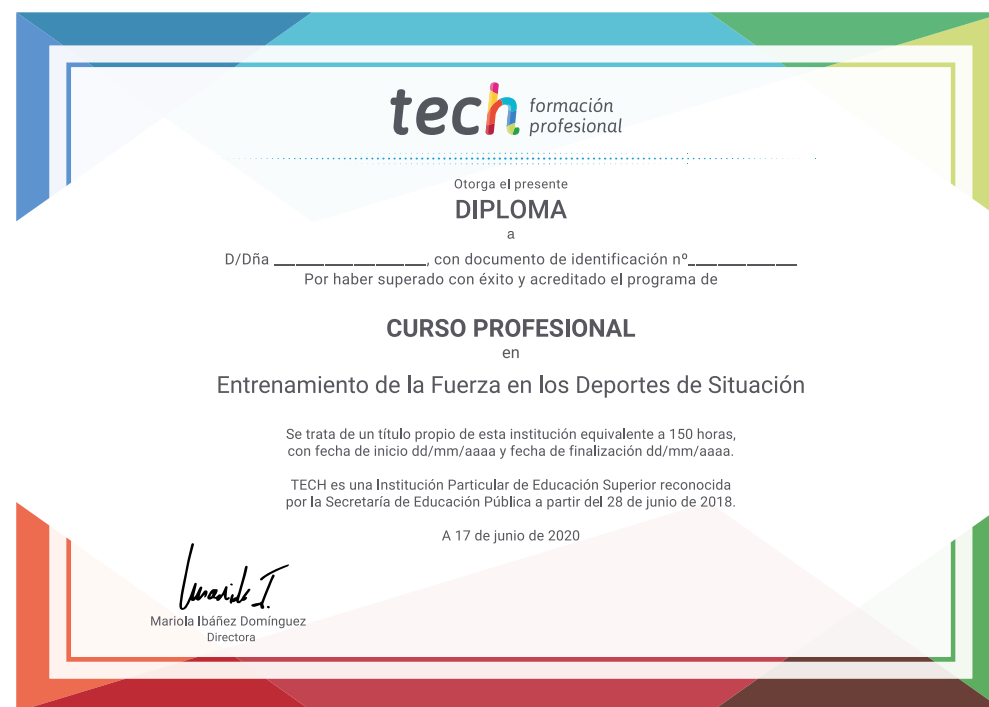 tech formación
profesional
Otorga el presente
DIPLOMA
a
D/Dña __________________, con documento de identificación nº_____________
Por haber superado con éxito y acreditado el programa de
CURSO PROFESIONAL
en
Entrenamiento de la Fuerza en los Deportes de Situación
Se trata de un título propio de esta institución equivalente a 150 horas,
con fecha de inicio dd/mm/aaaa y fecha de finalización dd/mm/aaaa.
TECH es una Institución Particular de Educación Superior reconocida
por la Secretaría de Educación Pública a partir del 28 de junio de 2018.
A 17 de junio de 2020
Mariola I.
Mariola Ibáñez Domínguez
Directora